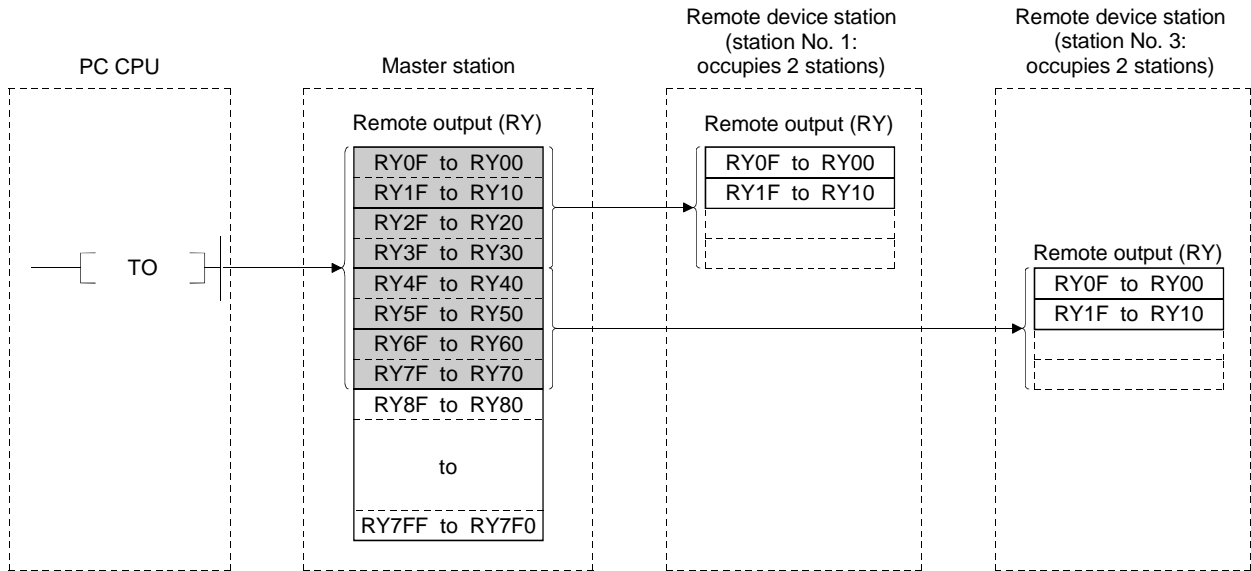 PC CPU
TO
Master station
Remote output (RY)
RY0F to RY00
RY1F to RY10
RY2F to RY20
RY3F to RY30
RY4F to RY40
RY5F to RY50
RY6F to RY60
RY7F to RY70
RY8F to RY80
to
RY7FF to RY7F0
Remote device station
(station No. 1:
occupies 2 stations)
Remote output (RY)
RY0F to RY00
RY1F to RY10
Remote device station
(station No. 3:
occupies 2 stations)
Remote output (RY)
RY0F to RY00
RY1F to RY10